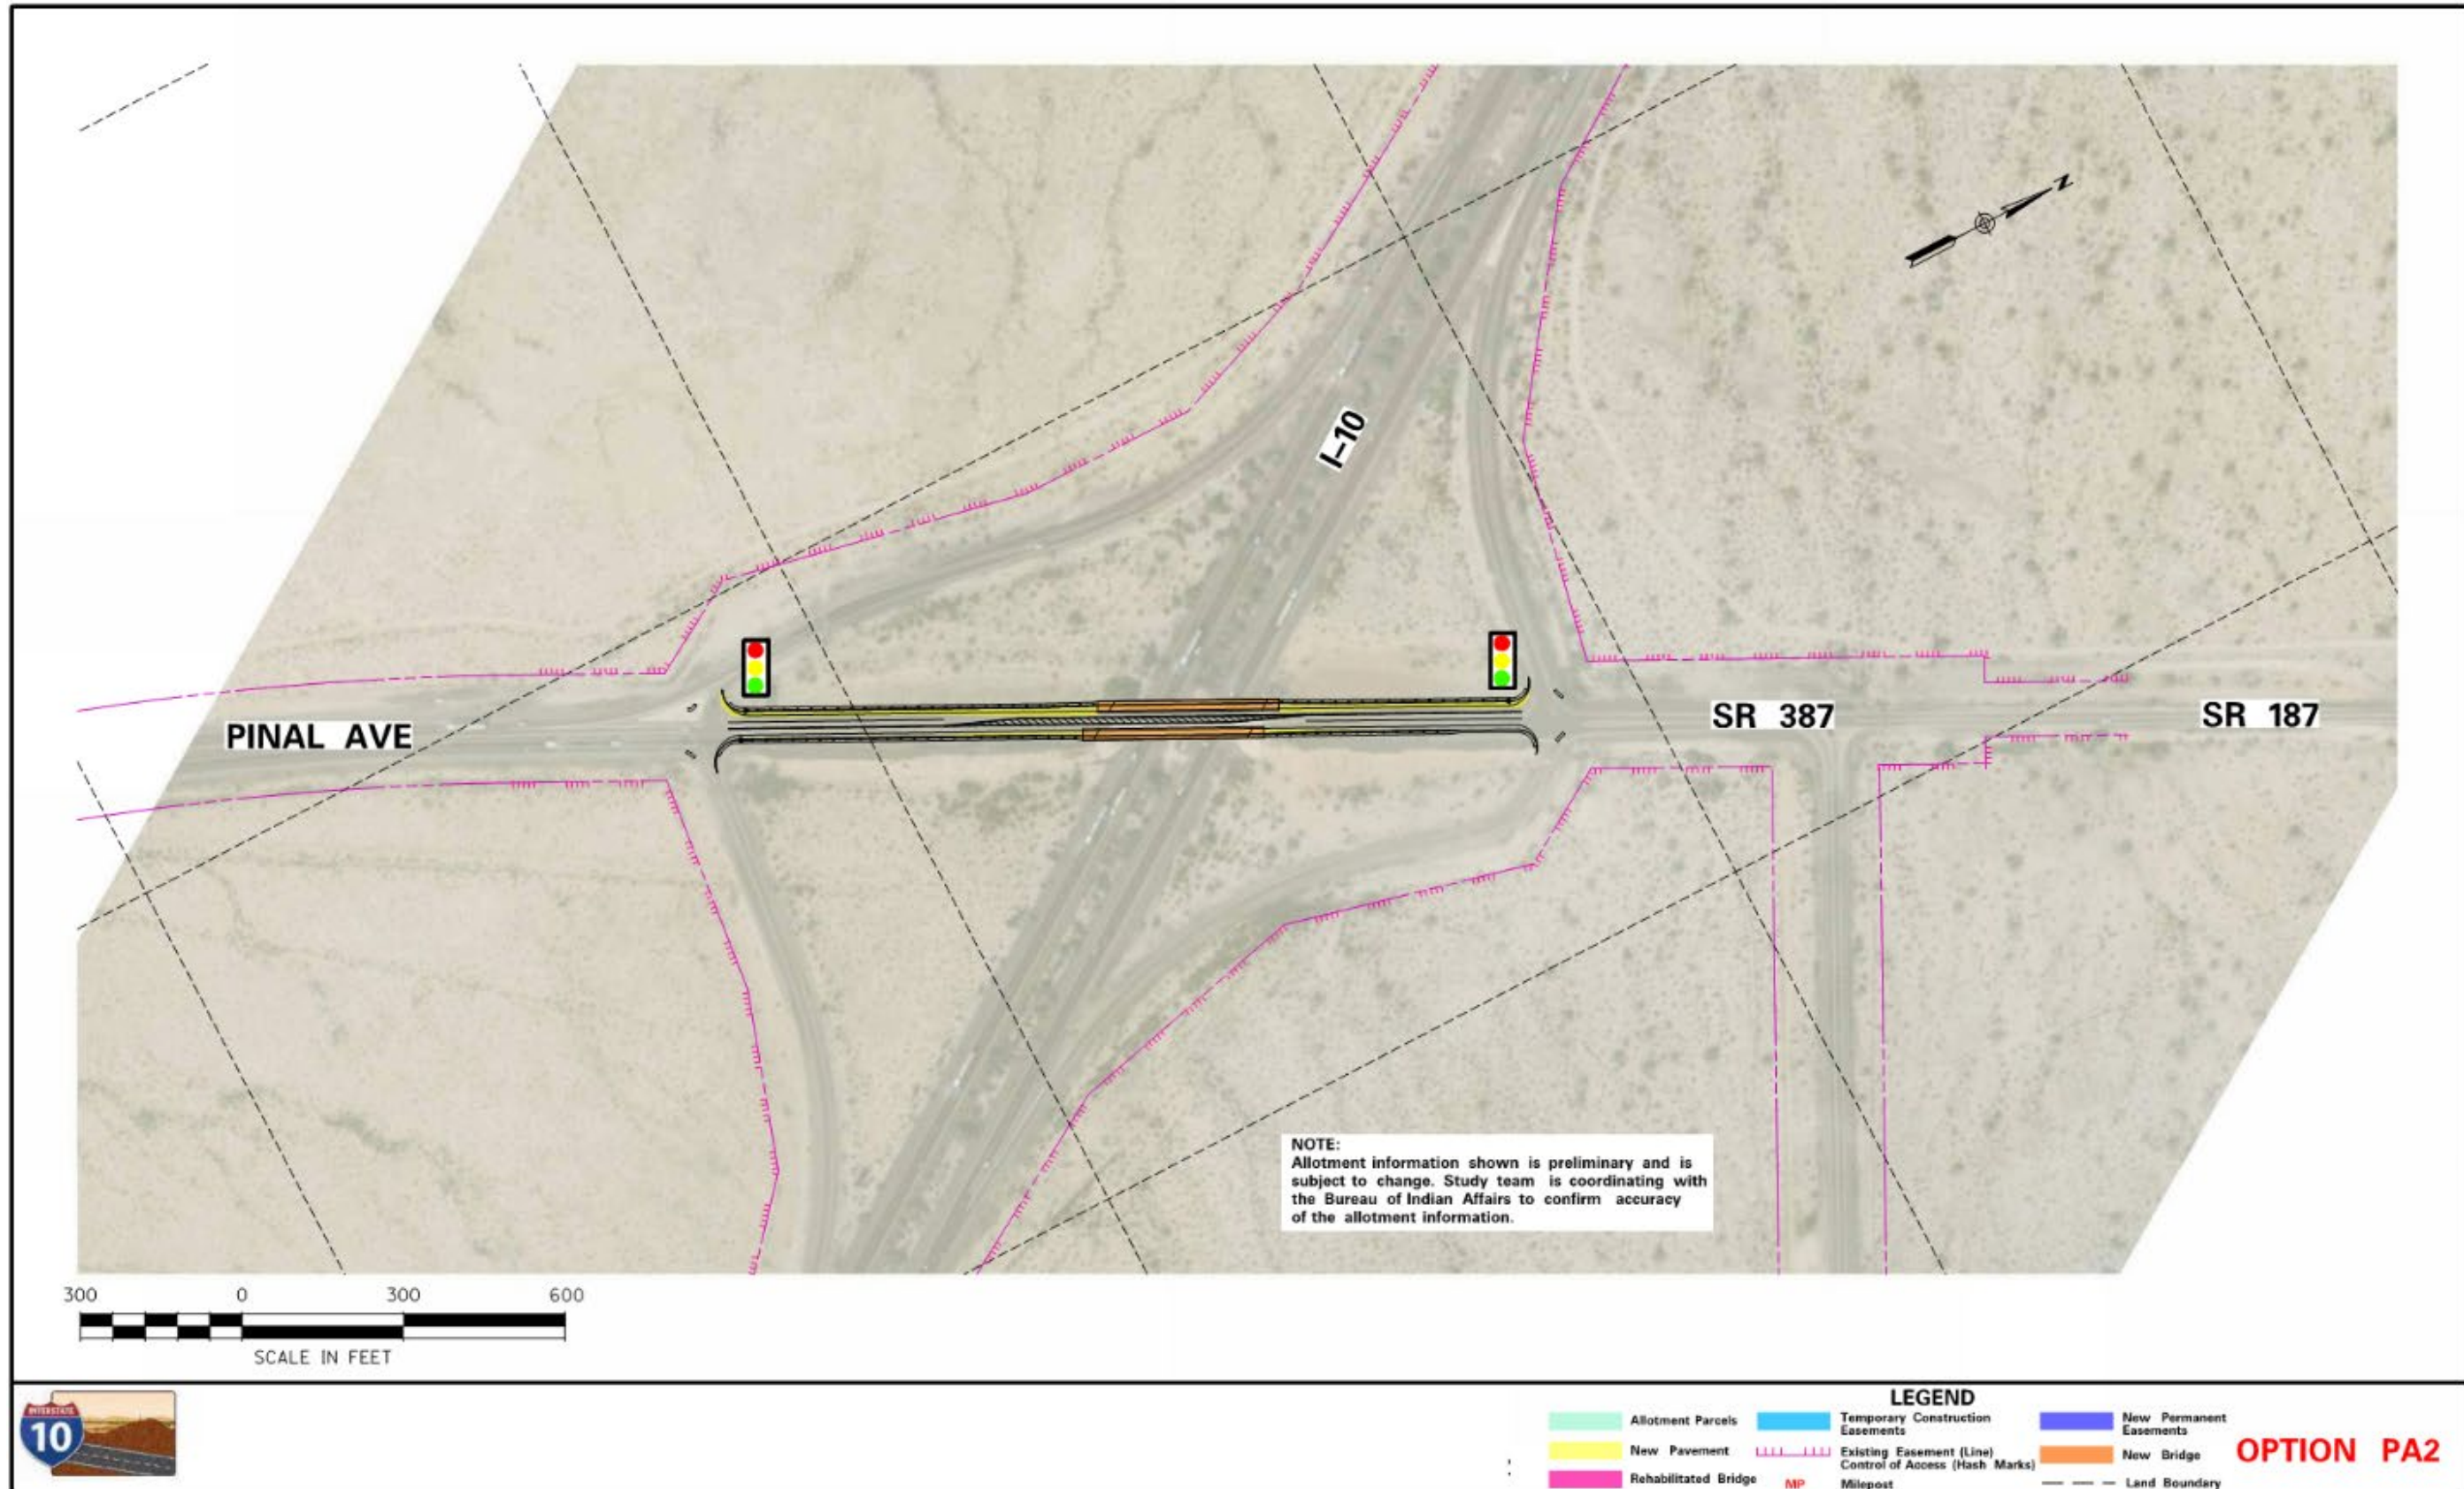 N
I-10
PINAL AVE
SR 387
SR 187
NOTE:
Allotment information shown is preliminary and is
subject to change. Study team is coordinating with
the Bureau of Indian Affairs to confirm accuracy
of the allotment information.
300 0 300 600
SCALE IN FEET
INTERSTATE
10
LEGEND
Allotment Parcels
New Pavement
Rehabilitated Bridge
Temporary Construction
Easements
Existing Easement (Line)
Control of Access (Hash Marks)
MP Milepost
New Permanent
Easements
New Bridge
Land Boundary
OPTION PA2